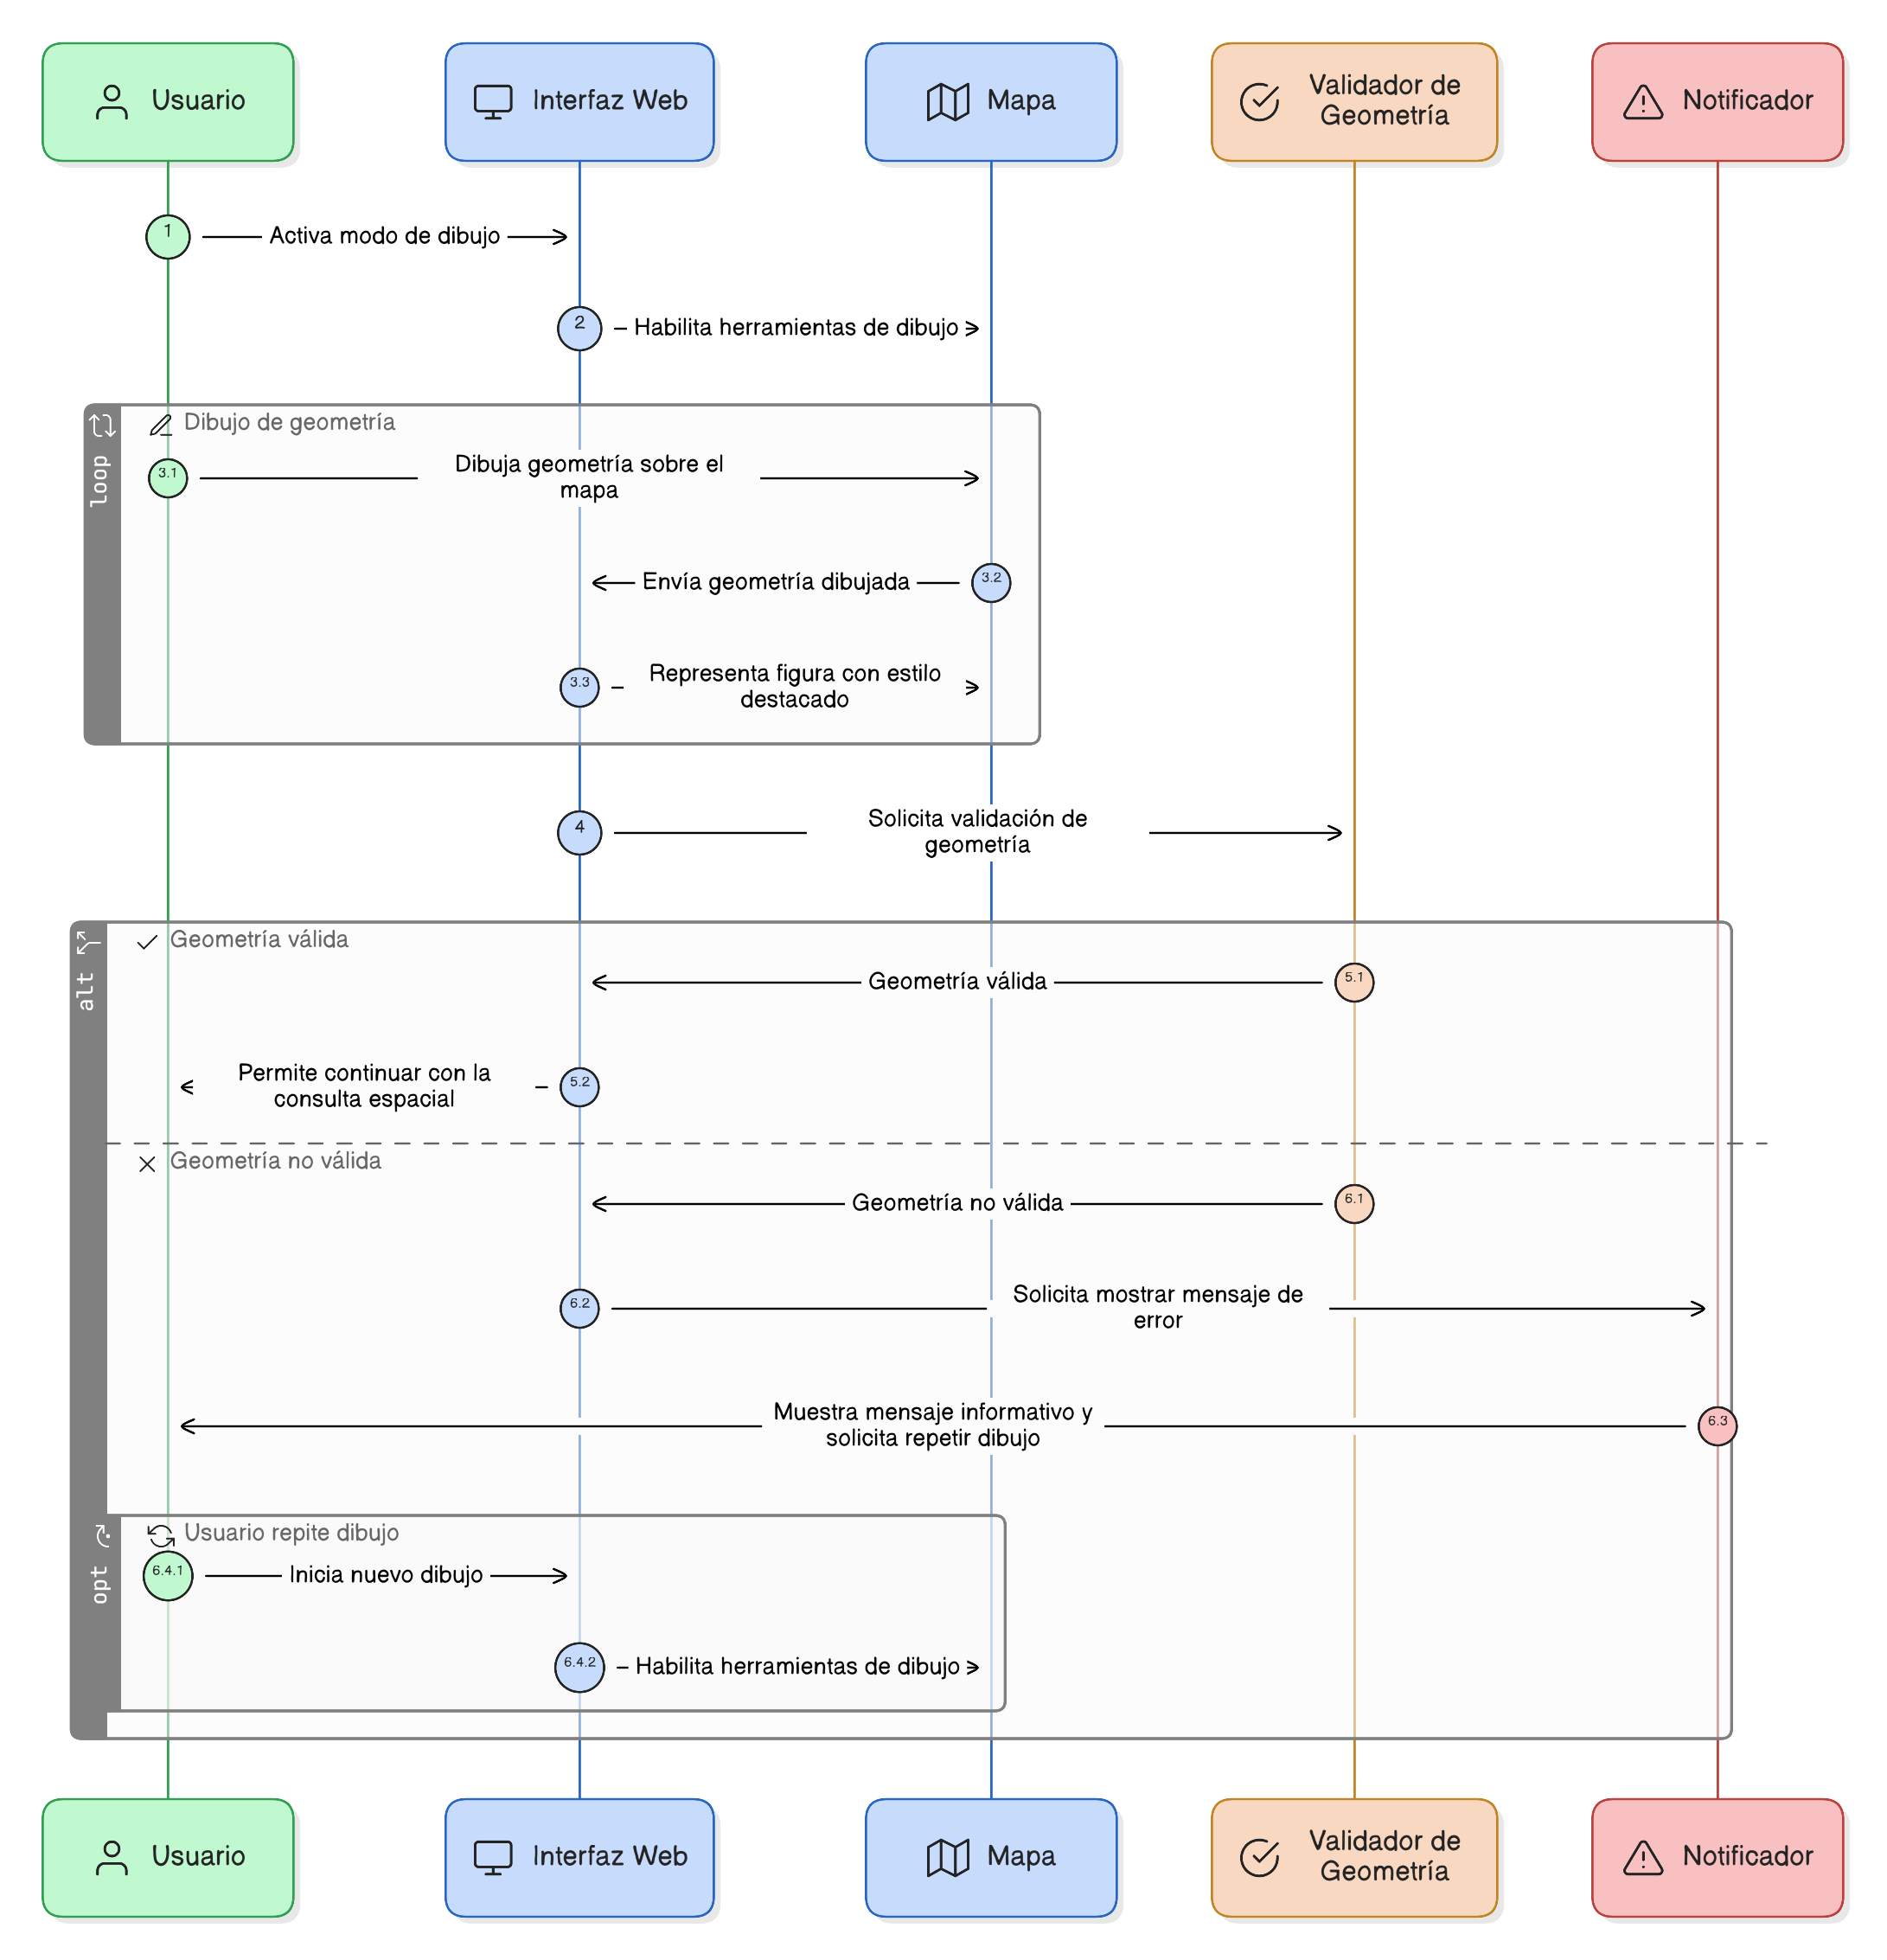 Usuario
Interfaz Web
Mapa
Validador de
Geometría
Notificador
1
Activa modo de dibujo
2
Habilita herramientas de dibujo
loop
Dibujo de geometría
3.1
Dibuja geometría sobre el
mapa
Envía geometría dibujada
3.2
3.3
Representa figura con estilo
destacado
4
Solicita validación de
geometría
alt
Geometría válida
Geometría válida
5.1
Permite continuar con la
consulta espacial
5.2
Geometría no válida
Geometría no válida
6.1
6.2
Solicita mostrar mensaje de
error
Muestra mensaje informativo y
solicita repetir dibujo
6.3
opt
Usuario repite dibujo
6.4.1
Inicia nuevo dibujo
6.4.2
Habilita herramientas de dibujo
Usuario
Interfaz Web
Mapa
Validador de
Geometría
Notificador